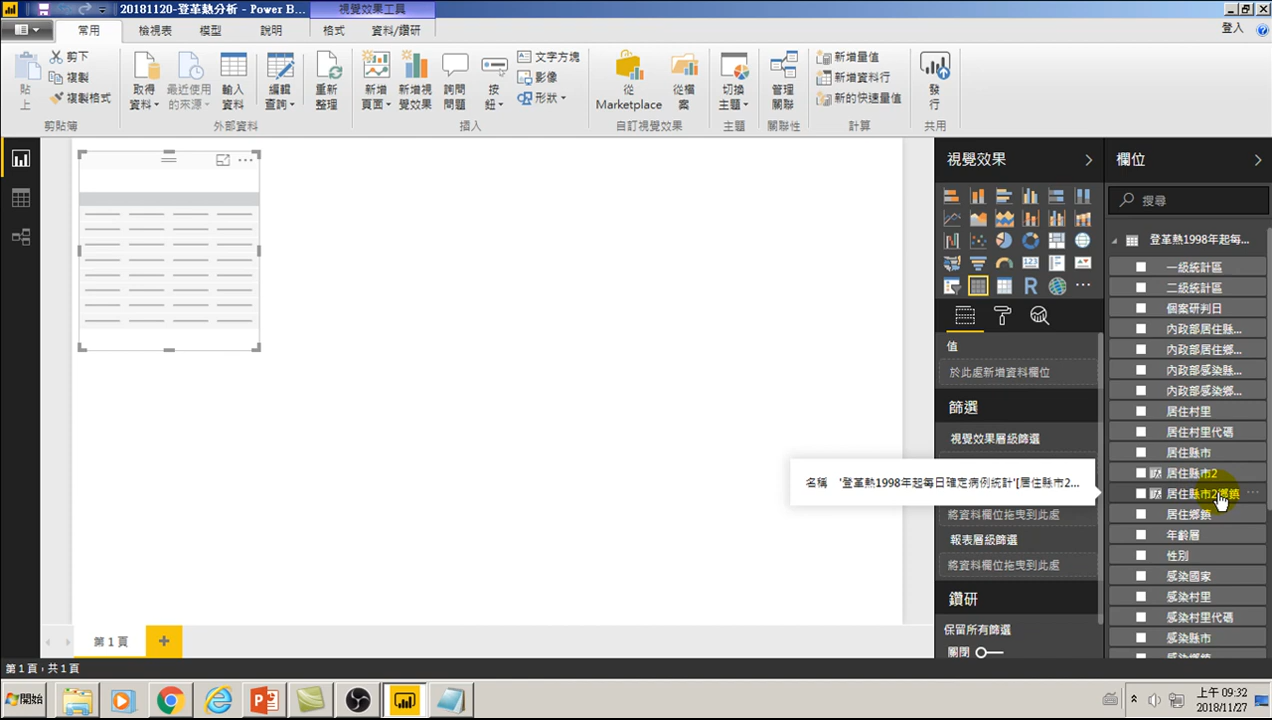 20181120-登革熱分析 - Power B...
視覺效果工具
常用
檢視表
模型
說明
格式
資料/鑽研
登入
貼上
剪下
複製
複製格式
剪貼簿
取得資料
最近使用的來源
輸入資料
編輯查詢
重新整理
外部資料
新增頁面
新增視覺效果
詢問問題
按鈕
文字方塊
影像
形狀
插入
從 Marketplace
從檔案
自訂視覺效果
切換主題
主題
管理關聯
關聯性
新增量值
新增資料行
新的快速量值
計算
發行
共用
視覺效果
值
於此處新增資料欄位
篩選
視覺效果層級篩選
名稱 '登革熱1998年起每日確定病例統計'[居住縣市2...
將資料欄位拖曳到此處
報表層級篩選
將資料欄位拖曳到此處
鑽研
保留所有篩選
關閉
欄位
搜尋
登革熱1998年起每...
一級統計區
二級統計區
個案研判日
內政部居住縣...
內政部居住鄉...
內政部感染縣...
內政部感染鄉...
居住村里
居住村里代碼
居住縣市
居住縣市2
居住縣市2鄉鎮
居住鄉鎮
年齡層
性別
感染國家
感染村里
感染村里代碼
感染縣市
感染鄉鎮
第 1 頁
第 1 頁，共 1 頁
開始
上午 09:32
2018/11/27